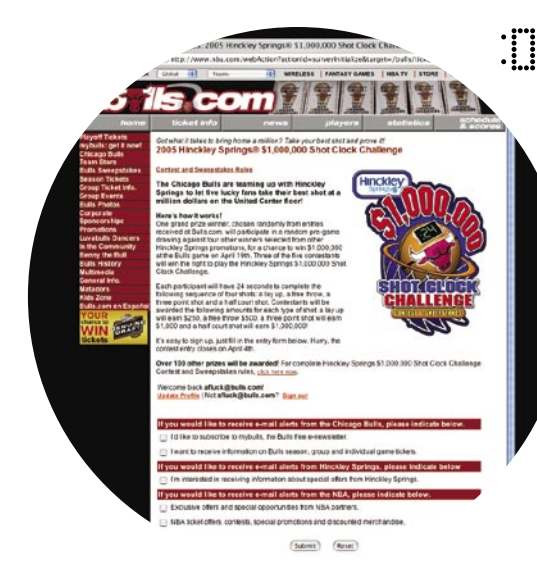 2005 Hinckley Springs® $1,000,000 Shot Clock Cha
http://www.nba.com/webAction?actionId=surveyInitialize&target=/bulls/tick
Global Teams WIRELESS | FANTASY GAMES | NBA TV | STORE
bulls.com
home ticket info news players statistics schedule & scores
Playoff Tickets
mybulls: get it now!
Chicago Bulls
Team Stars
Bulls Sweepstakes
Season Tickets
Group Ticket Info.
Group Events
Bulls Photos
Corporate
Sponsorships
Promotions
Luvabulls Dancers
In the Community
Benny the Bull
Bulls History
Multimedia
General Info.
Matadors
Kids Zone
Bulls.com en Español
YOUR
chance to
WIN
tickets
GENUINE
DRAFT
Got what it takes to bring home a million? Take your best shot and prove it!
2005 Hinckley Springs® $1,000,000 Shot Clock Challenge
Contest and Sweepstakes Rules
The Chicago Bulls are teaming up with Hinckley
Springs to let five lucky fans take their best shot at a
million dollars on the United Center floor!
Here's how it works!
One grand prize winner, chosen randomly from entries
received at Bulls.com, will participate in a random pre-game
drawing against four other winners selected from other
Hinckley Springs promotions, for a chance to win $1,000,000
at the Bulls game on April 19th. Three of the five contestants
will win the right to play the Hinckley Springs $1,000,000 Shot
Clock Challenge.
Each participant will have 24 seconds to complete the
following sequence of four shots: a lay up, a free throw, a
three point shot and a half court shot. Contestants will be
awarded the following amounts for each type of shot: a lay up
will earn $250, a free throw $500, a three point shot will earn
$1,000 and a half court shot will earn $1,000,000!
It's easy to sign up, just fill in the entry form below. Hurry, the
contest entry closes on April 4th.
Hinckley
Springs
$1,000,000
24
SHOT CLOCK
CHALLENGE
CONTEST & SWEEPSTAKES
Over 100 other prizes will be awarded! For complete Hinckley Springs $1,000,000 Shot Clock Challenge
Contest and Sweepstakes rules, click here now.
Welcome back afluck@bulls.com!
Update Profile | Not afluck@bulls.com? Sign out
If you would like to receive e-mail alerts from the Chicago Bulls, please indicate below.
I'd like to subscribe to mybulls, the Bulls free e-newsletter.
I want to receive information on Bulls season, group and individual game tickets.
If you would like to receive e-mail alerts from Hinckley Springs, please indicate below
I'm interested in receiving information about special offers from Hinckley Springs.
If you would like to receive e-mail alerts from the NBA, please indicate below.
Exclusive offers and special opportunities from NBA partners.
NBA ticket offers, contests, special promotions and discounted merchandise.
Submit Reset